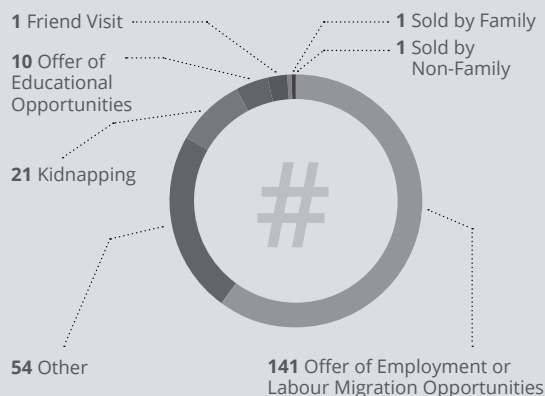 1 Friend Visit
1 Sold by Family
1 Sold by
Non-Family
10 Offer of
Educational
Opportunities
21 Kidnapping
#
54 Other
141 Offer of Employment or
Labour Migration Opportunities